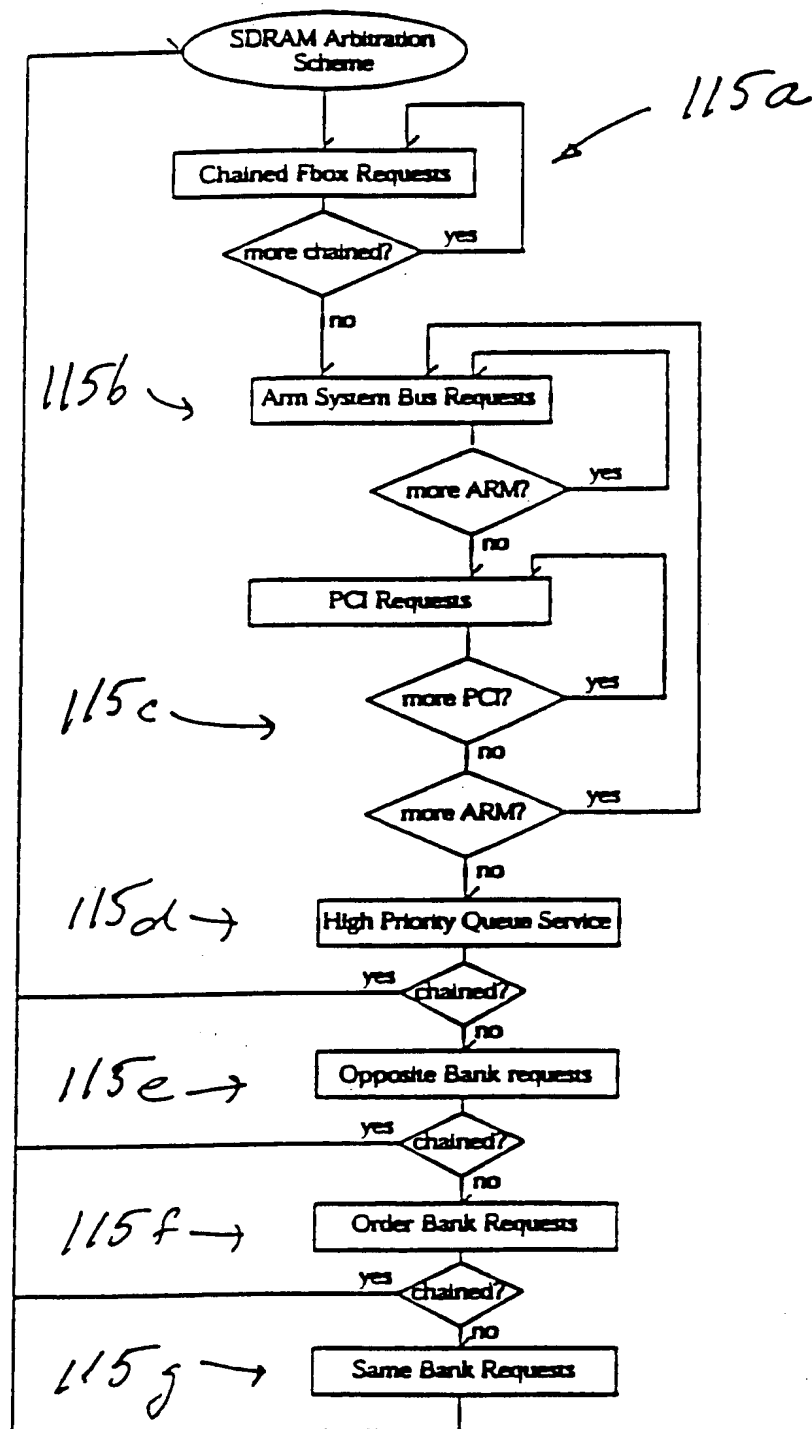 SDRAM Arbitration
Scheme
115a
Chained Fbox Requests
more chained?
yes
no
115b
Arm System Bus Requests
more ARM?
yes
no
PCI Requests
115c
more PCI?
yes
no
more ARM?
yes
no
115d
High Priority Queue Service
yes
chained?
no
115e
Opposite Bank requests
yes
chained?
no
115f
Order Bank Requests
yes
chained?
no
115g
Same Bank Requests